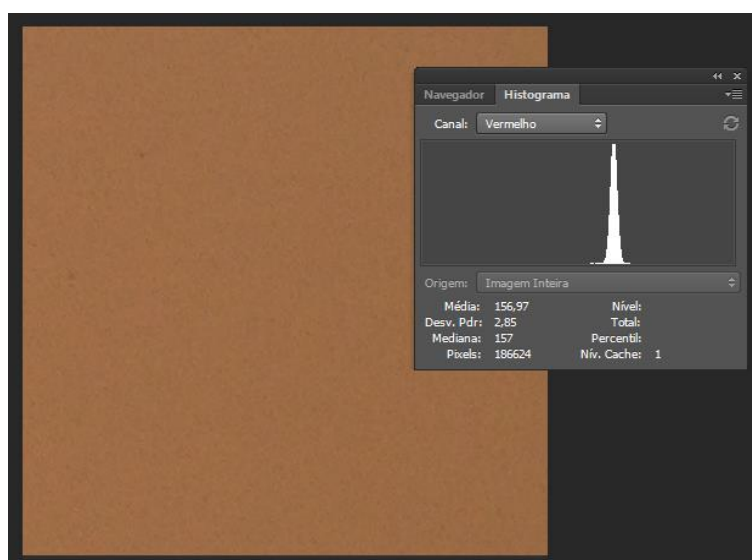 Navegador Histograma
Canal: Vermelho
Origem: Imagem Inteira
Média: 156,97 Nível:
Desv. Pdr: 2,85 Total:
Mediana: 157 Percentil:
Pixels: 186624 Nív. Cache: 1